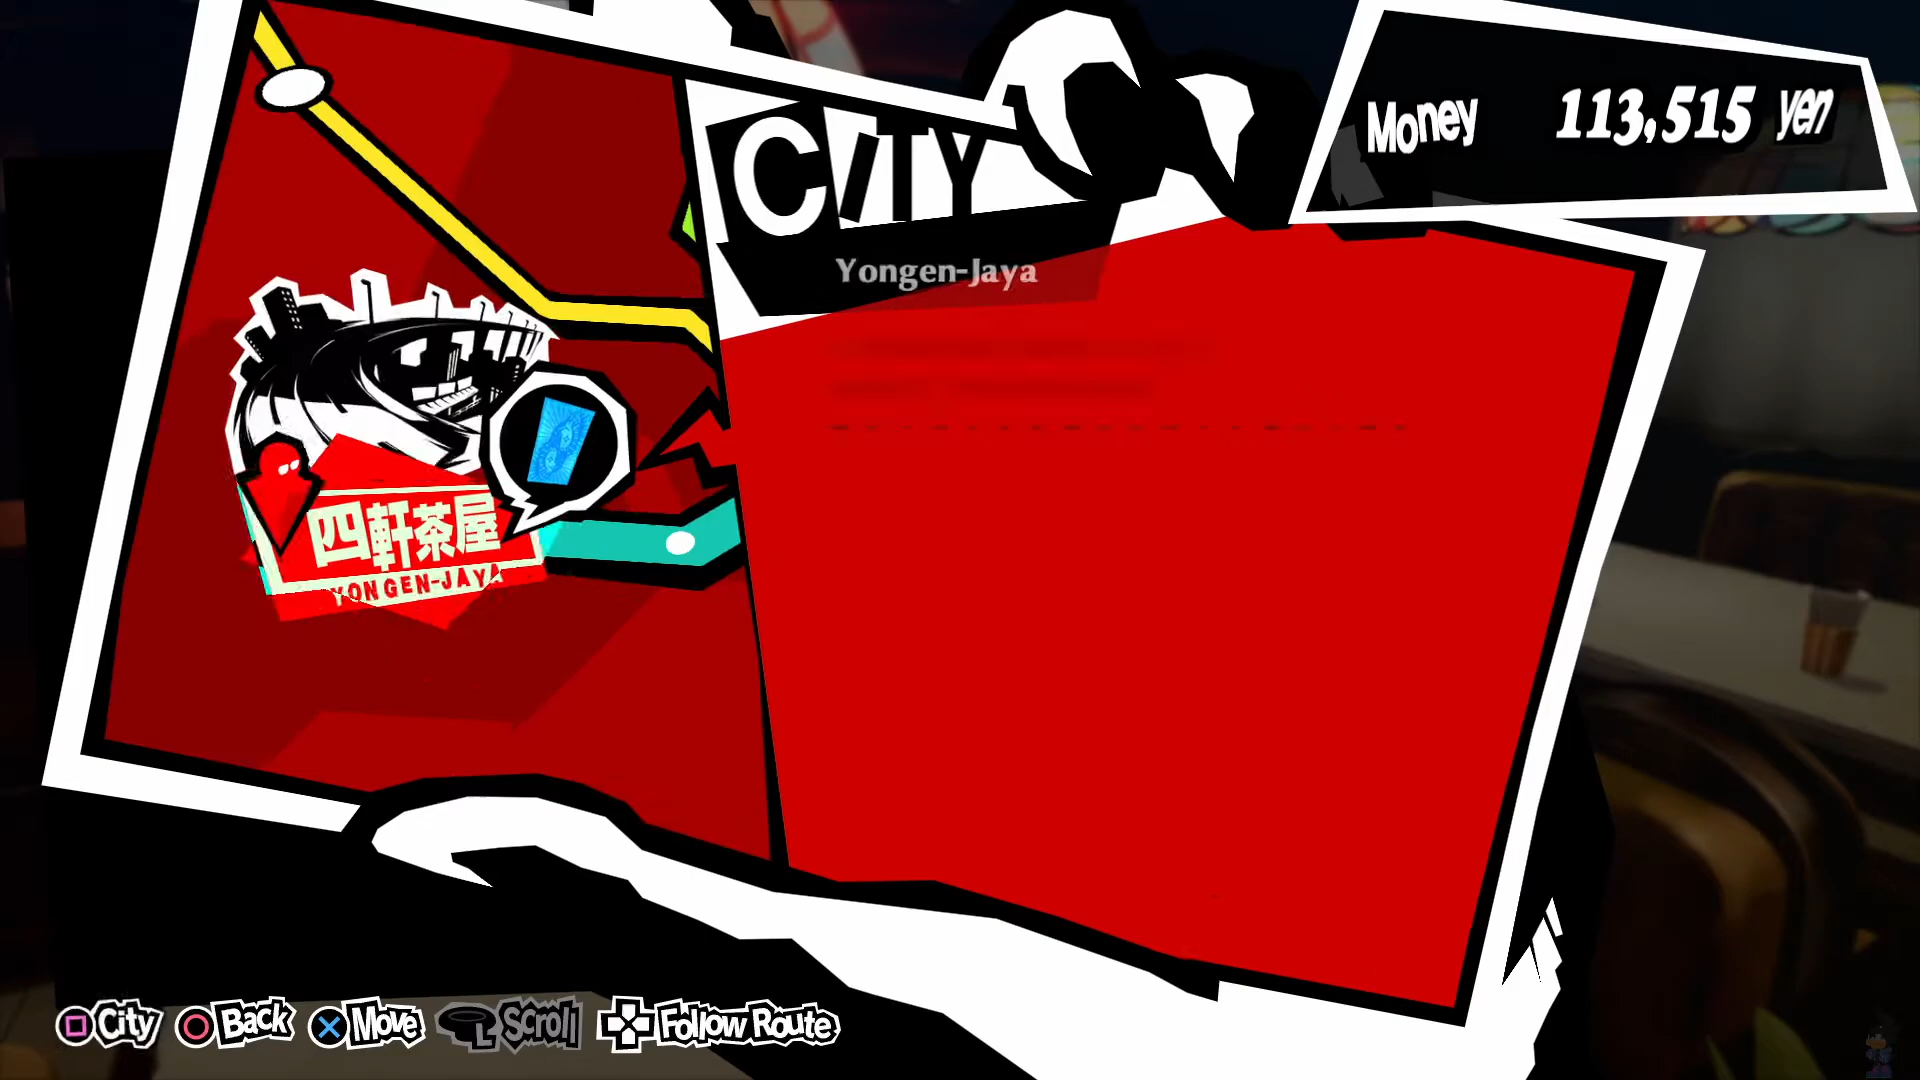 CITY
Yongen-Jaya
Money 113,515 yen
四軒茶屋
YONGEN-JAYA
City Back Move L Scroll Follow Route